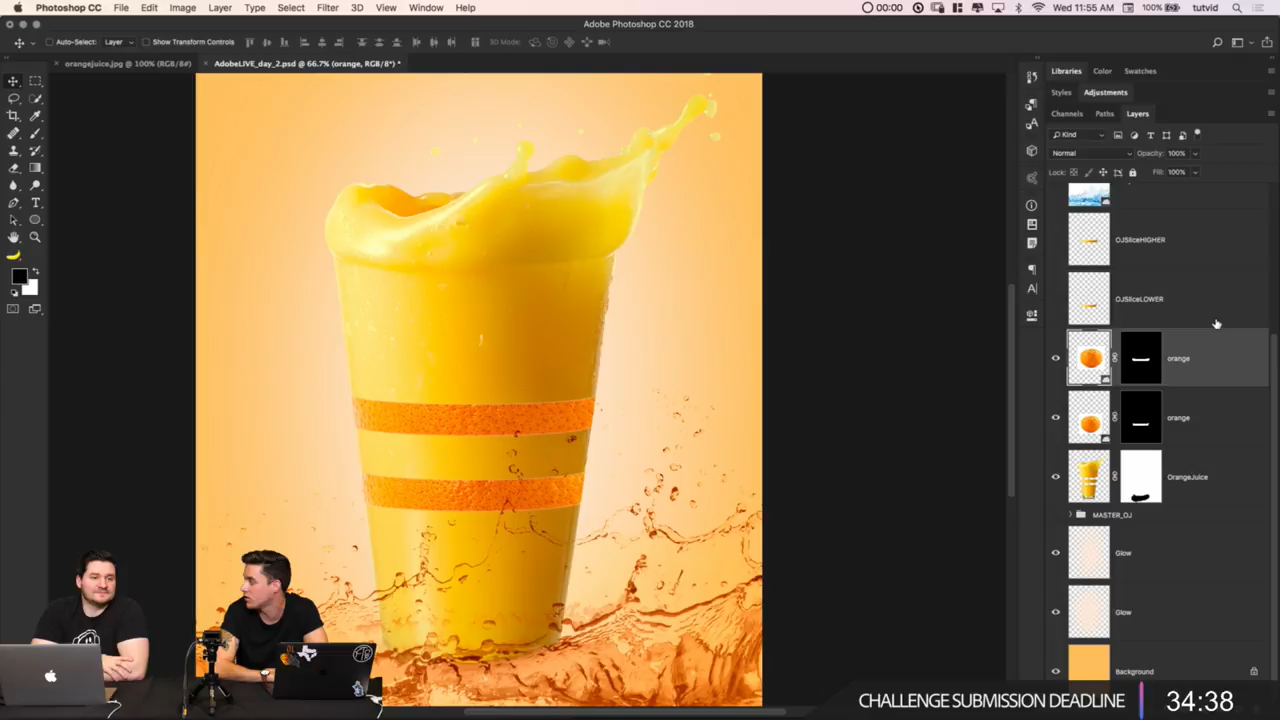 Photoshop CC File Edit Image Layer Type Select Filter 3D View Window Help 00:00 100% Wed 11:55 AM tutvid
Adobe Photoshop CC 2018
Auto-Select: Layer Show Transform Controls 3D Mode:
orangejuice.jpg @ 100% (RGB/8#) AdobeLIVE_day_2.psd @ 66.7% (orange, RGB/8*) *
Libraries Color Swatches
Styles Adjustments
Channels Paths Layers
Kind
Normal Opacity: 100%
Lock: Fill: 100%
OJSliceHIGHER
OJSliceLOWER
orange
orange
OrangeJuice
MASTER_OJ
Glow
Glow
Background
CHALLENGE SUBMISSION DEADLINE 34:38